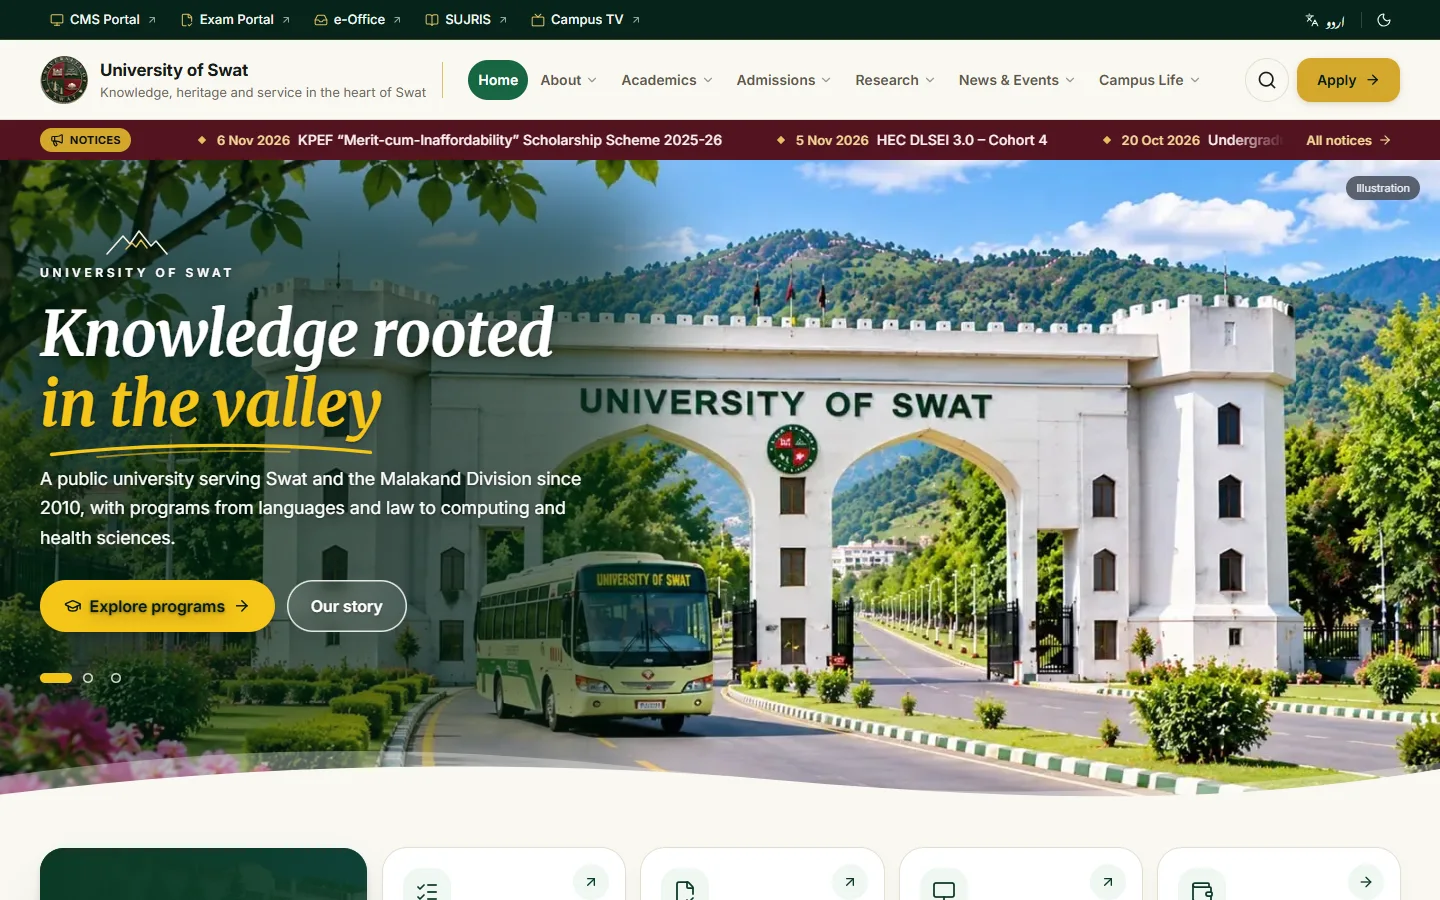 CMS Portal
Exam Portal
e-Office
SUJRIS
Campus TV
اردو
University of Swat
Knowledge, heritage and service in the heart of Swat
Home
About
Academics
Admissions
Research
News & Events
Campus Life
Apply
NOTICES
6 Nov 2026 KPEF “Merit-cum-Inaffordability” Scholarship Scheme 2025-26
5 Nov 2026 HEC DLSEI 3.0 – Cohort 4
20 Oct 2026
All notices
Illustration
UNIVERSITY OF SWAT
Knowledge rooted
in the valley
A public university serving Swat and the Malakand Division since
2010, with programs from languages and law to computing and
health sciences.
Explore programs
Our story
UNIVERSITY OF SWAT
UNIVERSITY OF SWAT